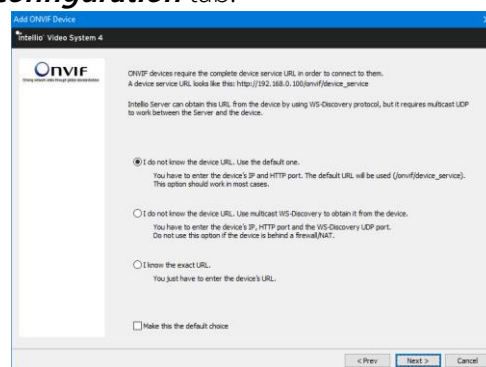 onfiguration tab.
Add ONVIF Device
intellio® Video System 4
ONVIF
ONVIF devices require the complete device service URL in order to connect to them.
A device service URL looks like this: http://192.168.0.100/onvif/device_service
Intellio Server can obtain this URL from the device by using WS-Discovery protocol, but it requires multicast UDP
to work between the Server and the device.
I do not know the device URL. Use the default one.
You have to enter the device's IP and HTTP port. The default URL will be used (/onvif/device_service).
This option should work in most cases.
I do not know the device URL. Use multicast WS-Discovery to obtain it from the device.
You have to enter the device's IP, HTTP port and the WS-Discovery UDP port.
Do not use this option if the device is behind a firewall/NAT.
I know the exact URL.
You just have to enter the device's URL.
Make this the default choice
< Prev Next > Cancel